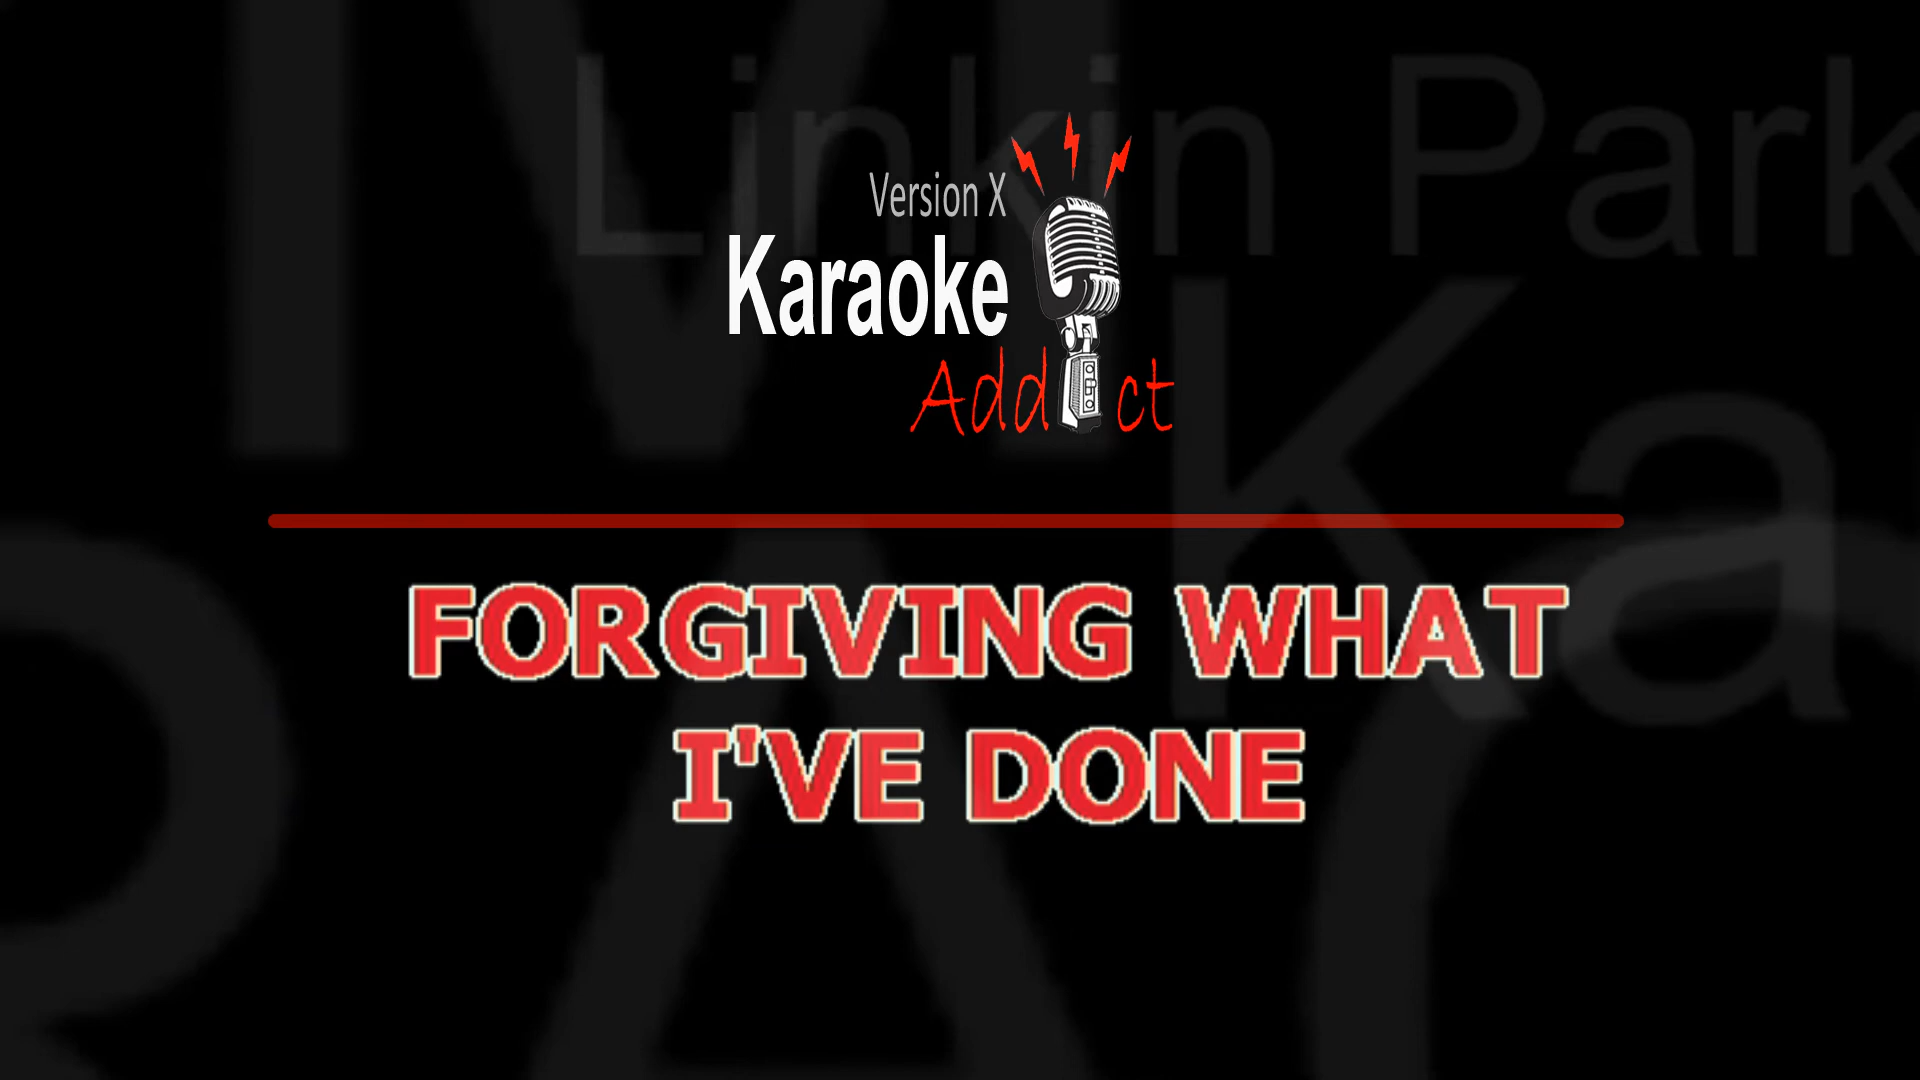 Linkin Park
Version X
Karaoke
Addict
FORGIVING WHAT
I'VE DONE